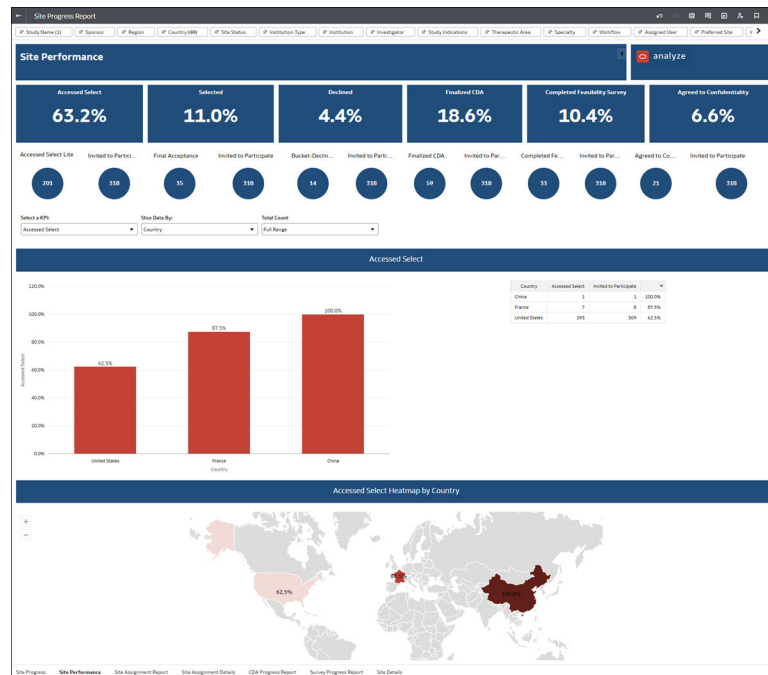 Site Progress Report
Study Name (1) Sponsor Region Country Site Status Institution Type Institution Investigator Study Indications Therapeutic Area Specialty Workflow Assigned User Preferred Site
Site Performance
analyze
Accessed Select Selected Declined Finalized CDA Completed Feasibility Survey Agreed to Confidentiality
63.2% 11.0% 4.4% 18.6% 10.4% 6.6%
Accessed Select Lite Invited to Partici... Final Acceptance Invited to Participate Bucket-Declin... Invited to Parti... Finalized CDA Invited to Par... Completed Fe... Invited to Par... Agreed to Co... Invited to Participate
201 318 35 318 14 318 59 318 33 318 21 318
Select a KPI: Slice Data By: Total Count
Accessed Select Country Full Range
Accessed Select
120.0%
100.0%
80.0%
60.0%
40.0%
20.0%
0.0%
Accessed Select
62.5%
87.5%
100.0%
United States France China
Country
Country Accessed Select Invited to Participate
China 1 1 100.0%
France 7 8 87.5%
United States 193 309 62.5%
Accessed Select Heatmap by Country
+
−
62.5%
100.0%
Site Progress Site Performance Site Assignment Report Site Assignment Details CDA Progress Report Survey Progress Report Site Details